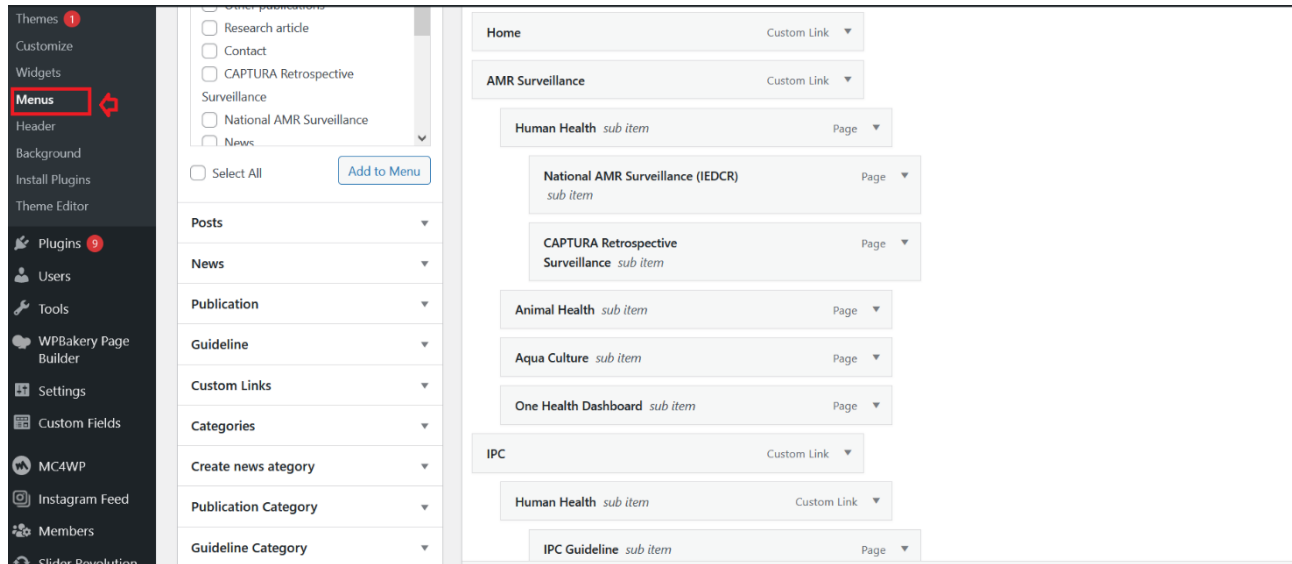 Themes 1
Customize
Widgets
Menus
Header
Background
Install Plugins
Theme Editor
Plugins 9
Users
Tools
WPBakery Page
Builder
Settings
Custom Fields
MC4WP
Instagram Feed
Members
Slider Revolution
Other publications
Research article
Contact
CAPTURA Retrospective
Surveillance
National AMR Surveillance
News
Select All
Add to Menu
Posts
News
Publication
Guideline
Custom Links
Categories
Create news ategory
Publication Category
Guideline Category
Home Custom Link
AMR Surveillance Custom Link
Human Health sub item Page
National AMR Surveillance (IEDCR) Page
sub item
CAPTURA Retrospective Page
Surveillance sub item
Animal Health sub item Page
Aqua Culture sub item Page
One Health Dashboard sub item Page
IPC Custom Link
Human Health sub item Custom Link
IPC Guideline sub item Page